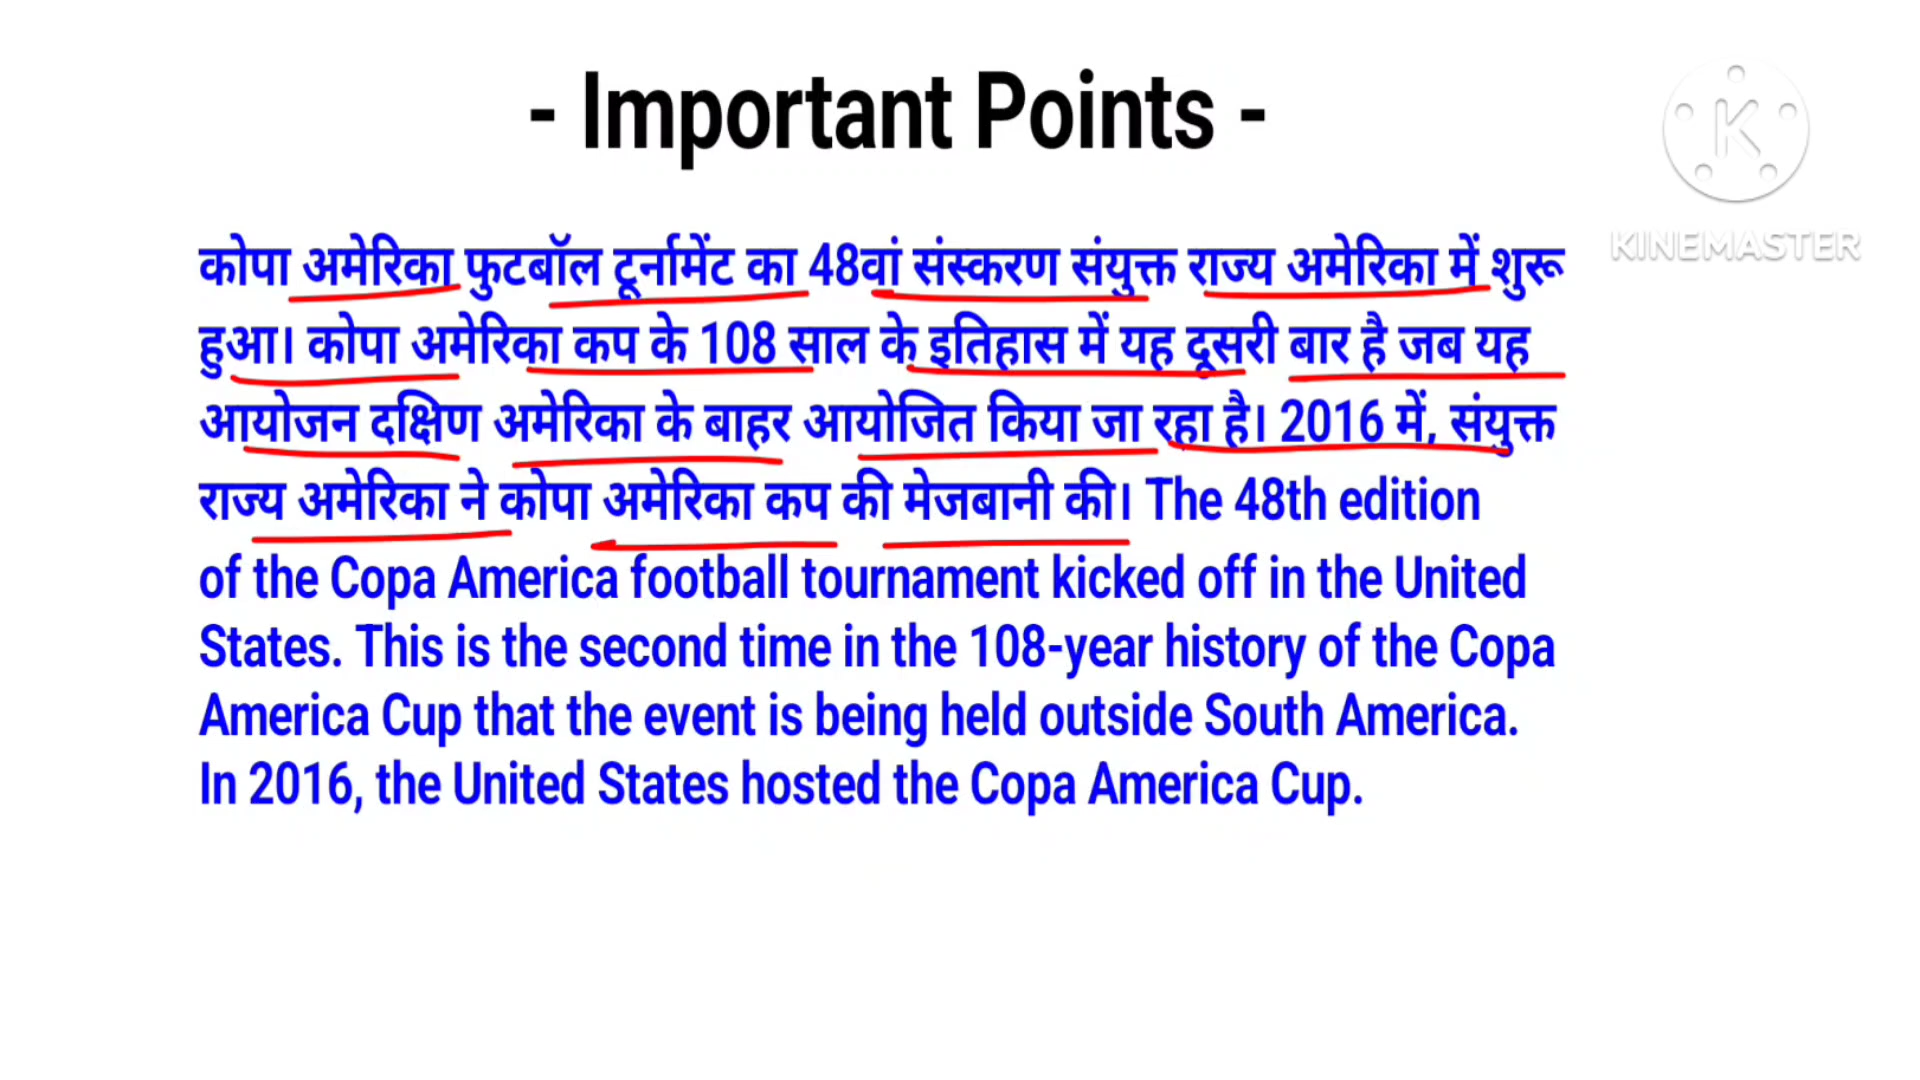 - Important Points -
KINEMASTER
कोपा अमेरिका फुटबॉल टूर्नामेंट का 48वां संस्करण संयुक्त राज्य अमेरिका में शुरू
हुआ। कोपा अमेरिका कप के 108 साल के इतिहास में यह दूसरी बार है जब यह
आयोजन दक्षिण अमेरिका के बाहर आयोजित किया जा रहा है। 2016 में, संयुक्त
राज्य अमेरिका ने कोपा अमेरिका कप की मेजबानी की। The 48th edition
of the Copa America football tournament kicked off in the United
States. This is the second time in the 108-year history of the Copa
America Cup that the event is being held outside South America.
In 2016, the United States hosted the Copa America Cup.